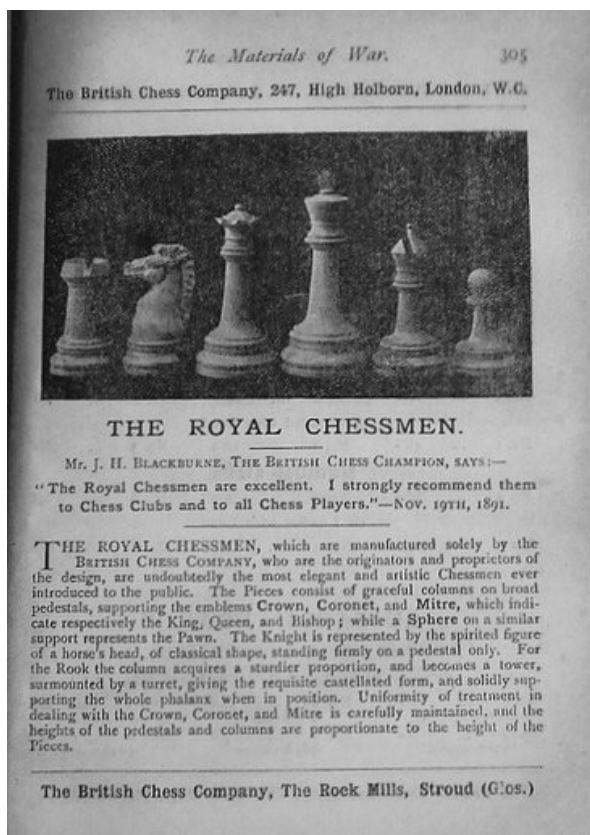 The Materials of War. 305
The British Chess Company, 247, High Holborn, London, W.C.
THE ROYAL CHESSMEN.
Mr. J. H. BLACKBURNE, THE BRITISH CHESS CHAMPION, SAYS:—
"The Royal Chessmen are excellent. I strongly recommend them
to Chess Clubs and to all Chess Players."—NOV. 19TH, 1891.
THE ROYAL CHESSMEN, which are manufactured solely by the
BRITISH CHESS COMPANY, who are the originators and proprietors of
the design, are undoubtedly the most elegant and artistic Chessmen ever
introduced to the public. The Pieces consist of graceful columns on broad
pedestals, supporting the emblems Crown, Coronet, and Mitre, which indi-
cate respectively the King, Queen, and Bishop; while a Sphere on a similar
support represents the Pawn. The Knight is represented by the spirited figure
of a horse's head, of classical shape, standing firmly on a pedestal only. For
the Rook the column acquires a sturdier proportion, and becomes a tower,
surmounted by a turret, giving the requisite castellated form, and solidly sup-
porting the whole phalanx when in position. Uniformity of treatment in
dealing with the Crown, Coronet, and Mitre is carefully maintained, and the
heights of the pedestals and columns are proportionate to the height of the
Pieces.
The British Chess Company, The Rock Mills, Stroud (Glos.)